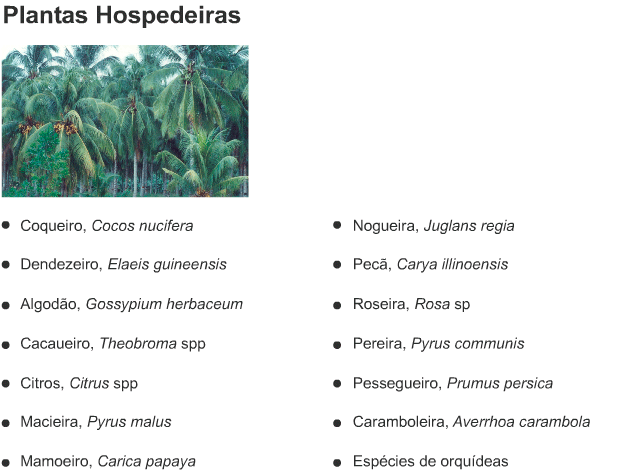 Plantas Hospedeiras
Coqueiro, Cocos nucifera
Dendezeiro, Elaeis guineensis
Algodão, Gossypium herbaceum
Cacaueiro, Theobroma spp
Citros, Citrus spp
Macieira, Pyrus malus
Mamoeiro, Carica papaya
Nogueira, Juglans regia
Pecã, Carya illinoensis
Roseira, Rosa sp
Pereira, Pyrus communis
Pessegueiro, Prumus persica
Caramboleira, Averrhoa carambola
Espécies de orquídeas